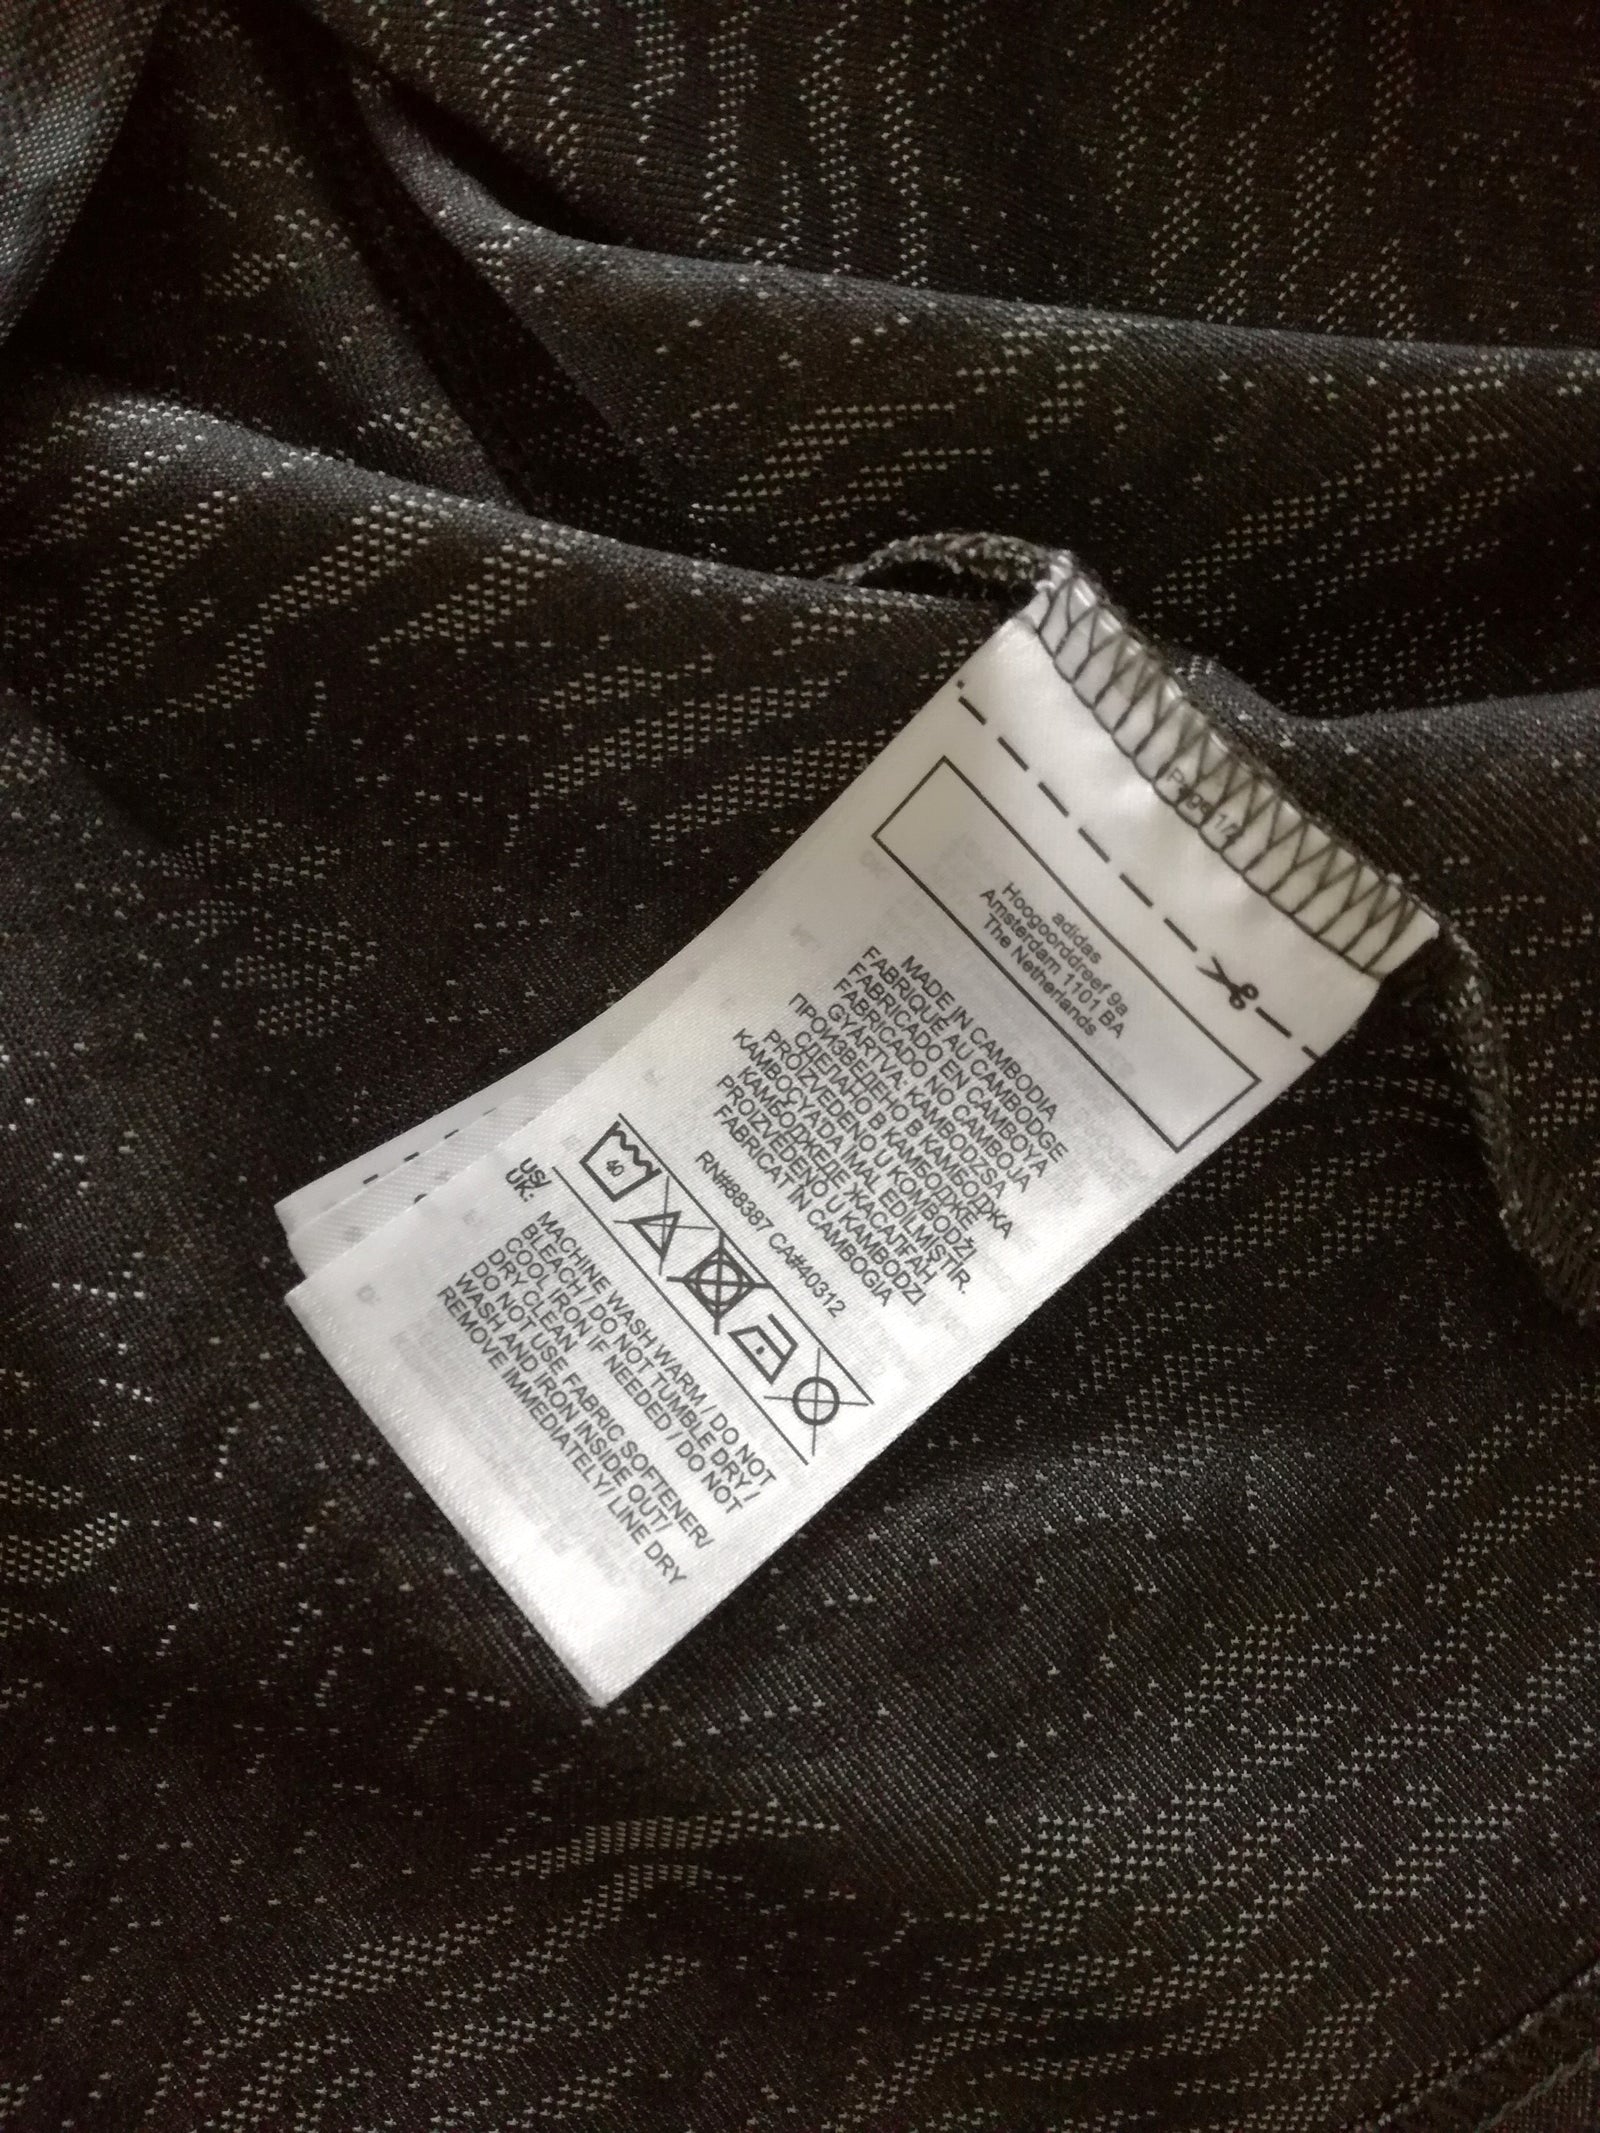 Page 1/2
adidas
Hoogoorddreef 9a
Amsterdam 1101 BA
The Netherlands
MADE IN CAMBODIA
FABRIQUÉ AU CAMBODGE
FABRICADO EN CAMBOYA
FABRICADO NO CAMBOJA
GYÁRTVA: KAMBODZSA
ПРОИЗВЕДЕНО В КАМБОДЖА
СДЕЛАНО В КАМБОДЖЕ
PROIZVEDENO U KOMBODŽI
KAMBOÇYA'DA İMAL EDİLMİŞTİR.
КАМБОДЖЕДЕ ЖАСАЛҒАН
PROIZVEDENO U KAMBODZI
FABRICAT IN CAMBOGIA
RN#88387 CA#40312
40
US/ MACHINE WASH WARM / DO NOT
UK: BLEACH / DO NOT TUMBLE DRY /
COOL IRON IF NEEDED / DO NOT
DRY CLEAN
DO NOT USE FABRIC SOFTENER/
WASH AND IRON INSIDE OUT/
REMOVE IMMEDIATELY/ LINE DRY